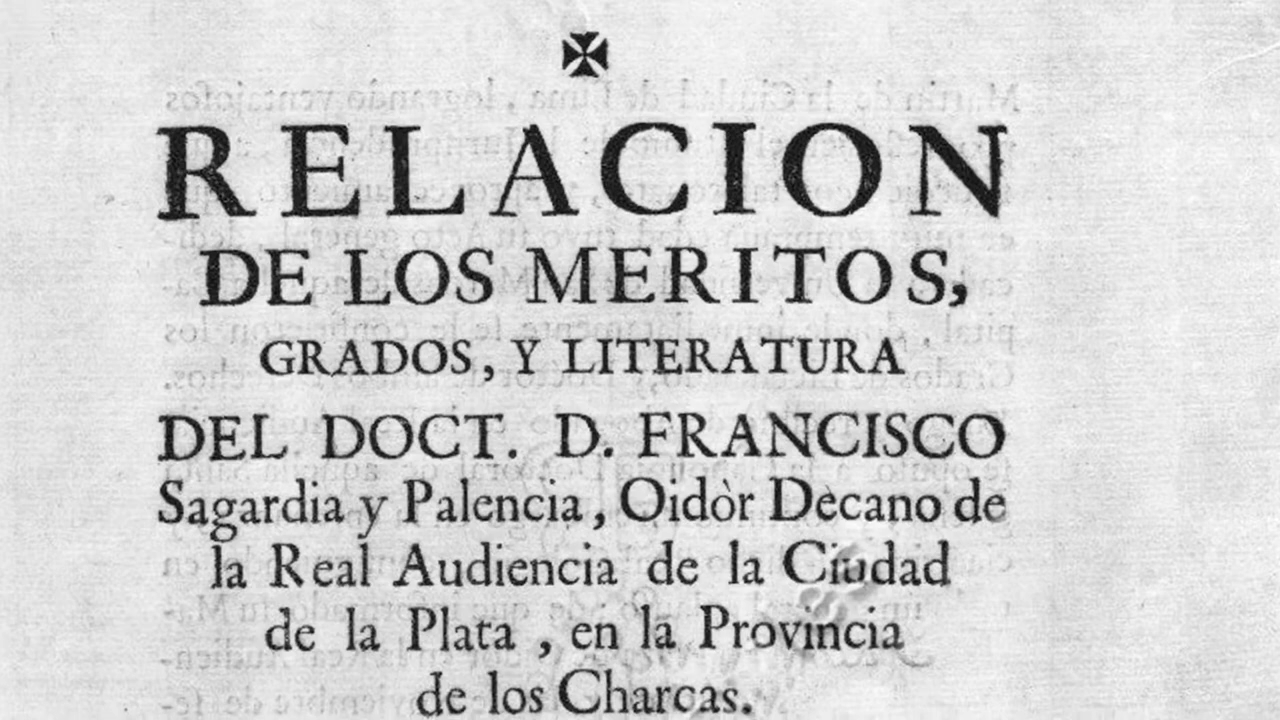 RELACION
DE LOS MERITOS,
GRADOS, Y LITERATURA
DEL DOCT. D. FRANCISCO
Sagardia y Palencia, Oidòr Decano de
la Real Audiencia de la Ciudad
de la Plata, en la Provincia
de los Charcas.